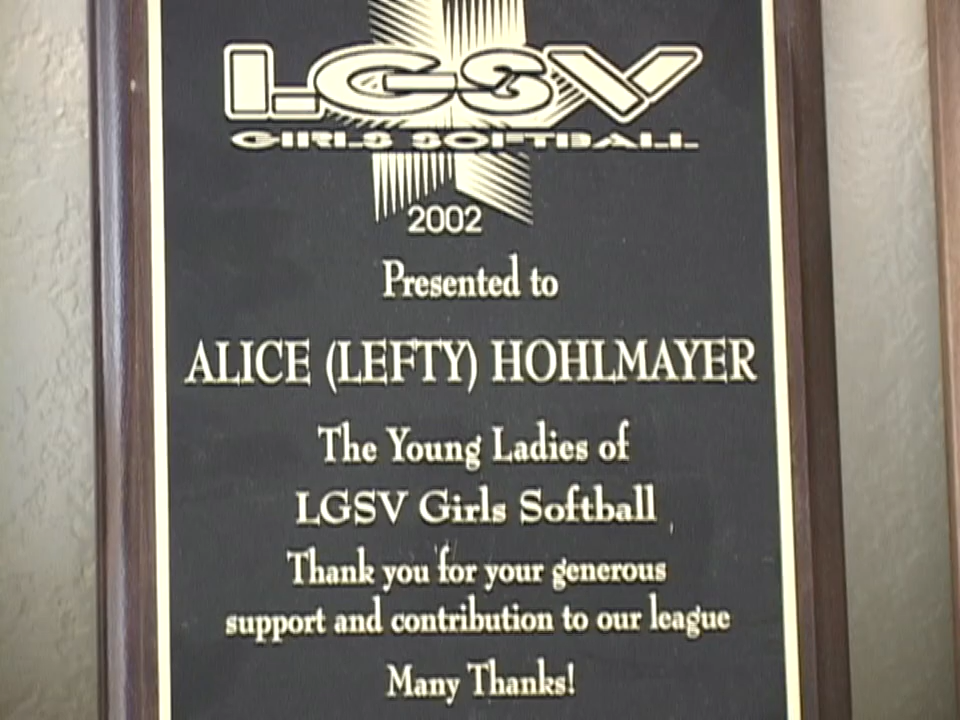 LGSV
GIRLS SOFTBALL
2002
Presented to
ALICE (LEFTY) HOHLMAYER
The Young Ladies of
LGSV Girls Softball
Thank you for your generous
support and contribution to our league
Many Thanks!